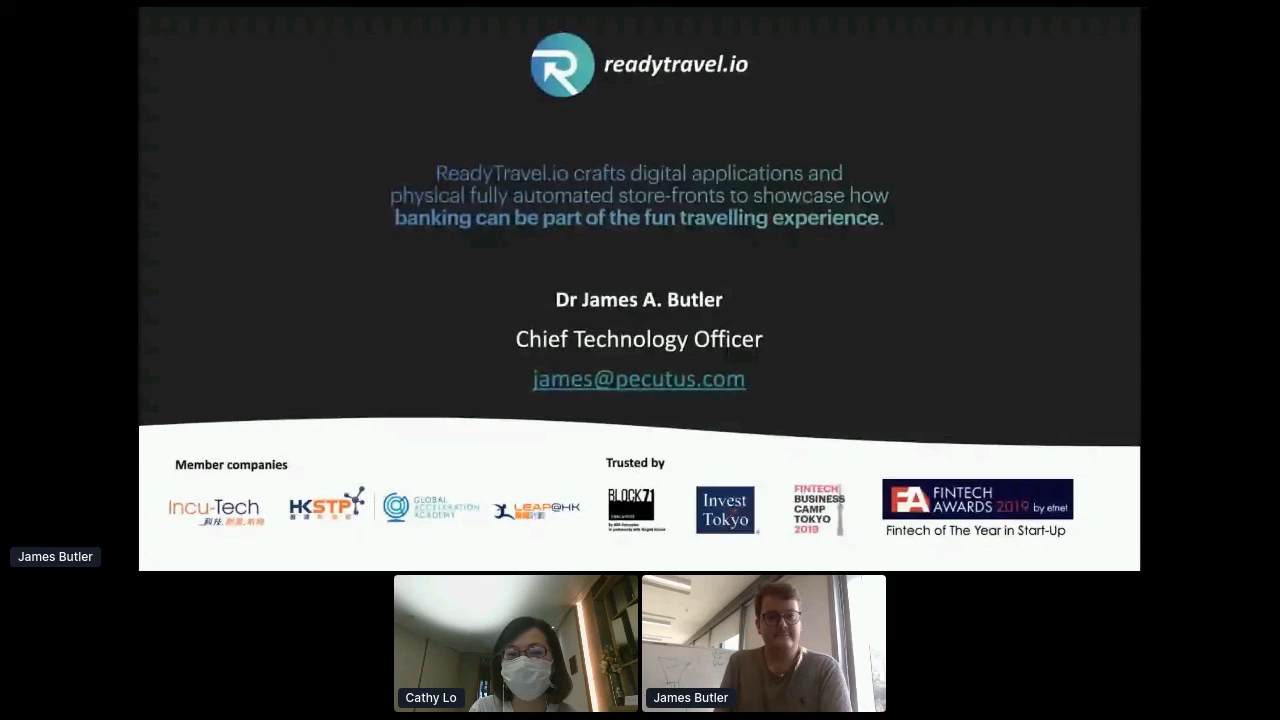 readytravel.io
ReadyTravel.io crafts digital applications and
physical fully automated store-fronts to showcase how
banking can be part of the fun travelling experience.
Dr James A. Butler
Chief Technology Officer
james@pecutus.com
Member companies
Trusted by
Incu-Tech
HKSTP
GLOBAL
ACCELERATION
ACADEMY
LEAP@HK
BLOCK71
Invest
Tokyo
FINTECH
BUSINESS
CAMP
TOKYO
2019
FA FINTECH
AWARDS 2019 by efnet
Fintech of The Year in Start-Up
James Butler
Cathy Lo
James Butler